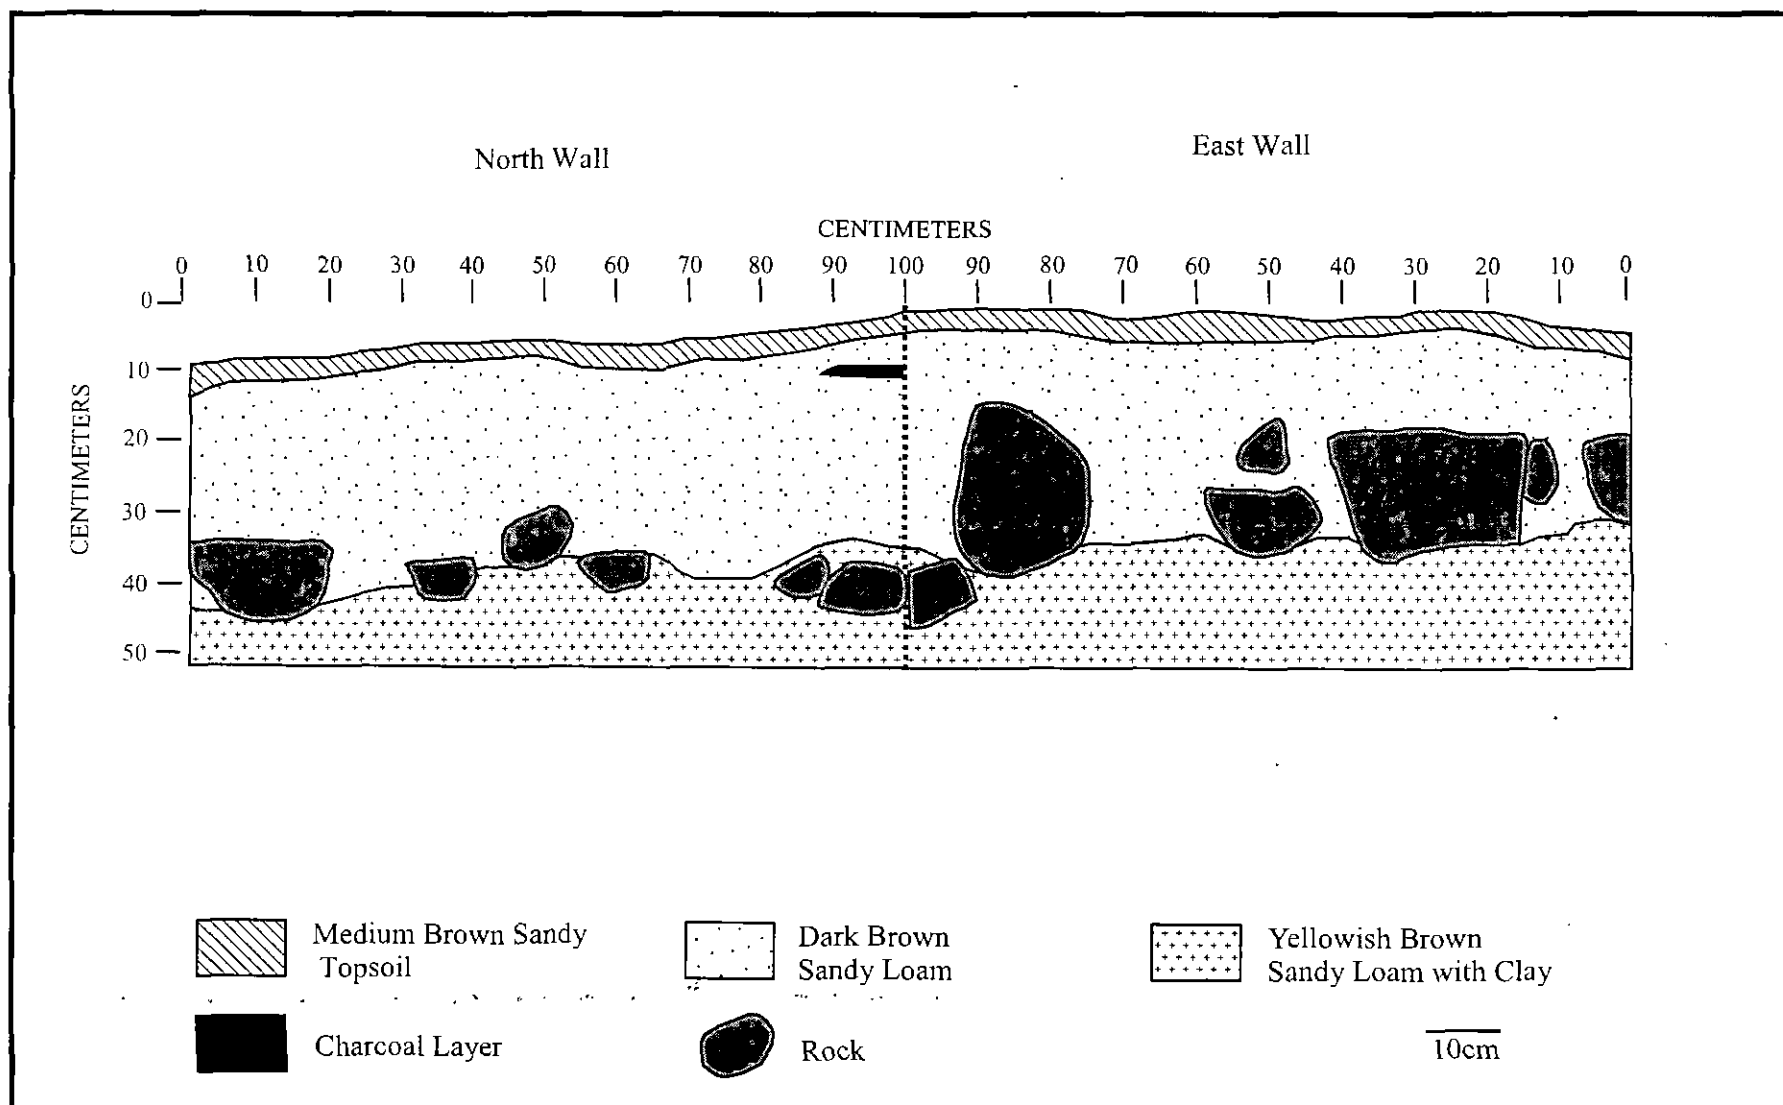 North Wall
East Wall
CENTIMETERS
0 10 20 30 40 50 60 70 80 90 100 90 80 70 60 50 40 30 20 10 0
0
10
20
30
40
50
CENTIMETERS
Medium Brown Sandy
Topsoil
Dark Brown
Sandy Loam
Yellowish Brown
Sandy Loam with Clay
Charcoal Layer
Rock
10cm